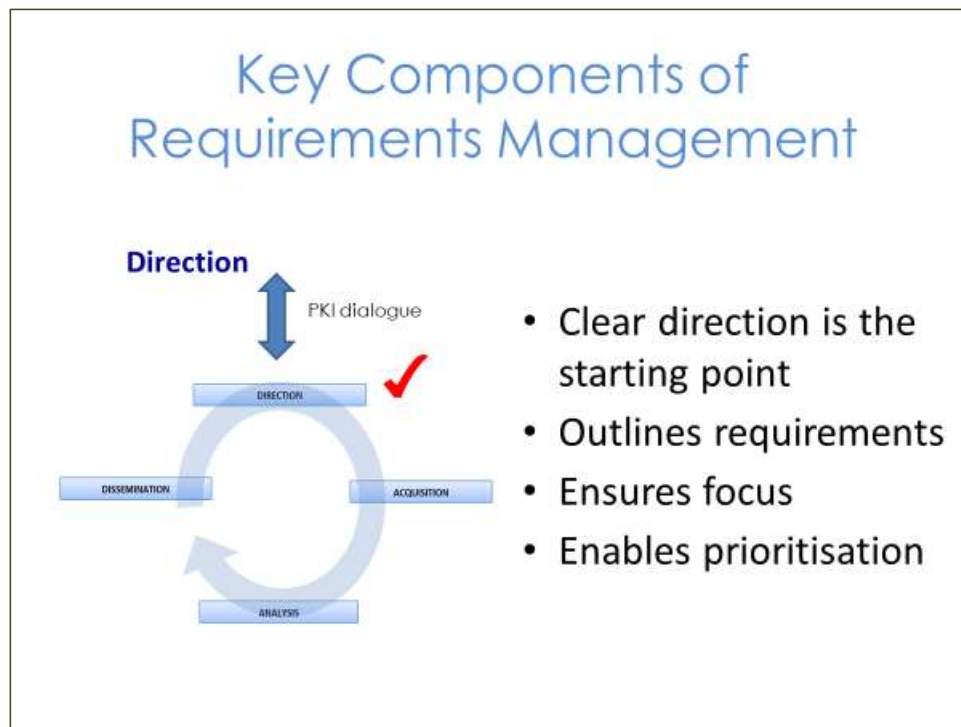 Key Components of
Requirements Management
Direction
PKI dialogue
DIRECTION
DISSEMINATION
ACQUISITION
ANALYSIS
• Clear direction is the
starting point
• Outlines requirements
• Ensures focus
• Enables prioritisation